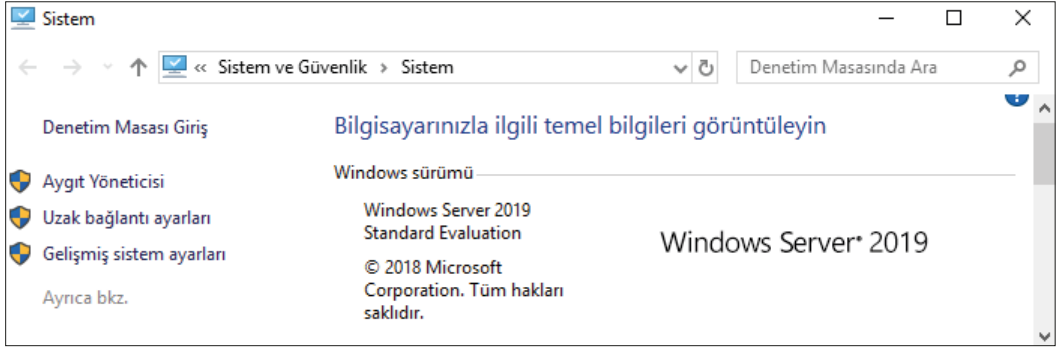 Sistem
« Sistem ve Güvenlik > Sistem
Denetim Masasında Ara
Denetim Masası Giriş
Aygıt Yöneticisi
Uzak bağlantı ayarları
Gelişmiş sistem ayarları
Ayrıca bkz.
Bilgisayarınızla ilgili temel bilgileri görüntüleyin
Windows sürümü
Windows Server 2019
Standard Evaluation
© 2018 Microsoft
Corporation. Tüm hakları
saklıdır.
Windows Server® 2019